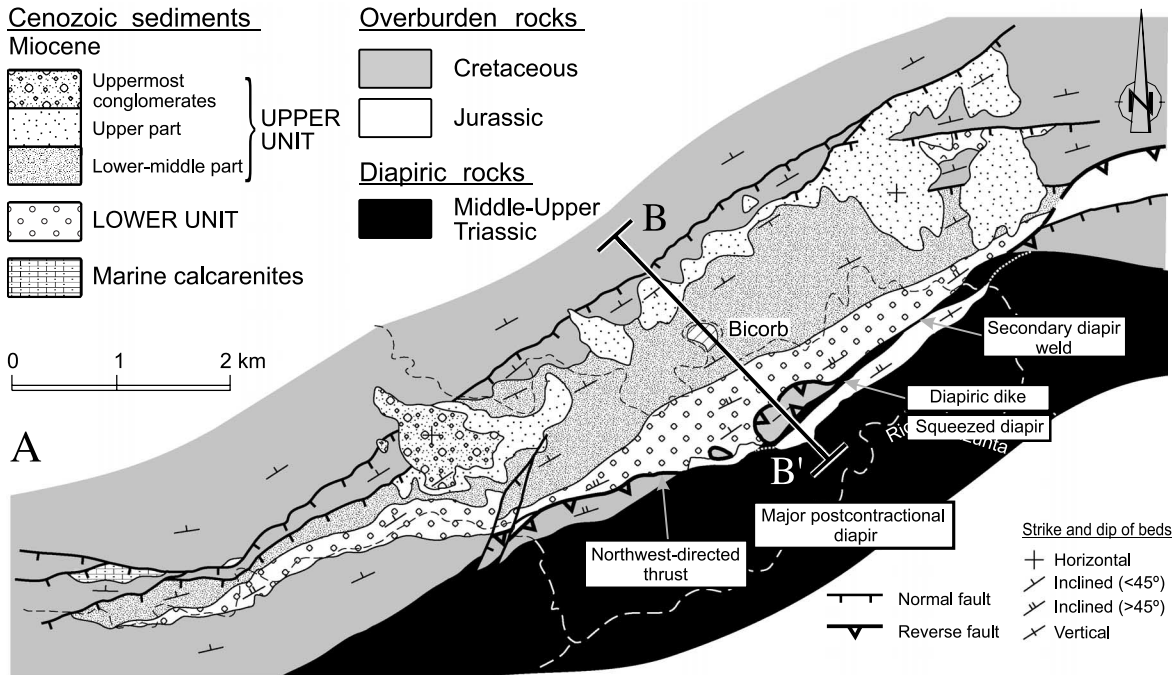 Cenozoic sediments
Miocene
Uppermost
conglomerates
Upper part
Lower-middle part
UPPER
UNIT
LOWER UNIT
Marine calcarenites
Overburden rocks
Cretaceous
Jurassic
Diapiric rocks
Middle-Upper
Triassic
0 1 2 km
N
A
B
Bicorb
B'
Secondary diapir
weld
Diapiric dike
Squeezed diapir
Major postcontractional
diapir
Northwest-directed
thrust
Normal fault
Reverse fault
Strike and dip of beds
Horizontal
Inclined (<45º)
Inclined (>45º)
Vertical